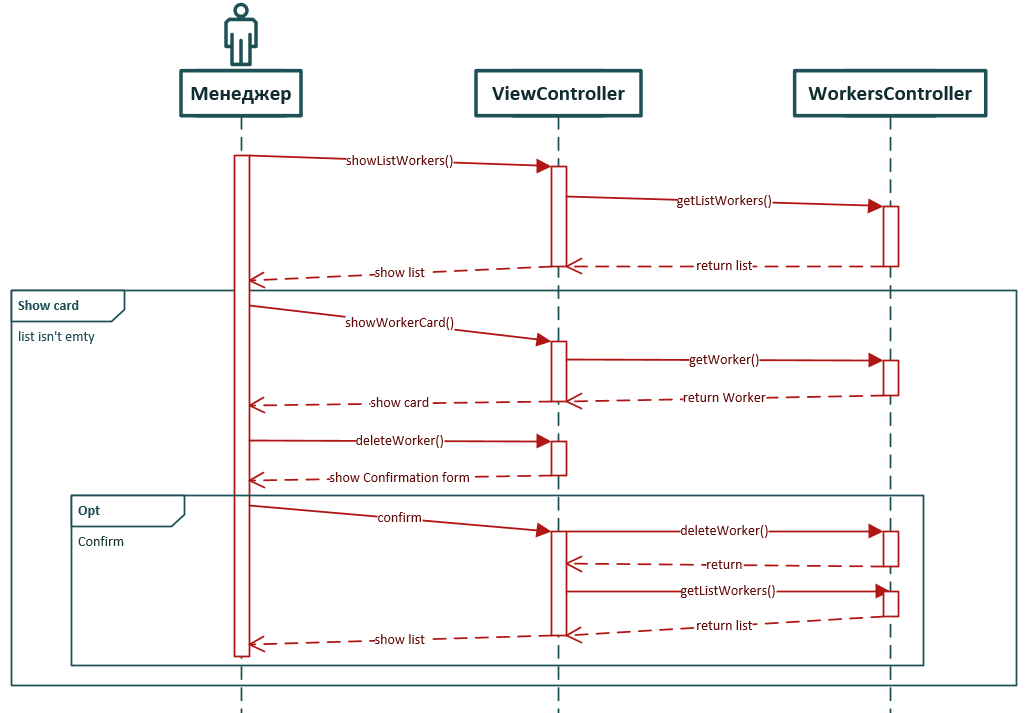 Менеджер
ViewController
WorkersController
showListWorkers()
getListWorkers()
return list
show list
Show card
list isn't emty
showWorkerCard()
getWorker()
return Worker
show card
deleteWorker()
show Confirmation form
Opt
Confirm
confirm
deleteWorker()
return
getListWorkers()
return list
show list